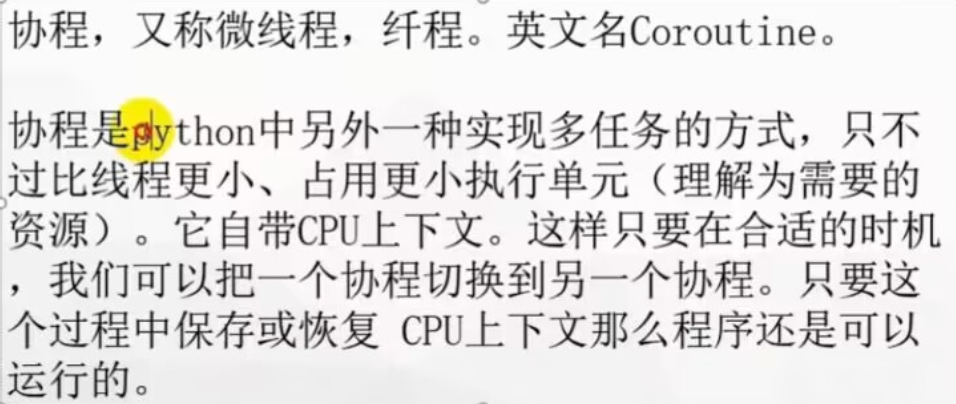 协程，又称微线程，纤程。英文名Coroutine。
协程是python中另外一种实现多任务的方式，只不
过比线程更小、占用更小执行单元（理解为需要的
资源）。它自带CPU上下文。这样只要在合适的时机
，我们可以把一个协程切换到另一个协程。只要这
个过程中保存或恢复 CPU上下文那么程序还是可以
运行的。